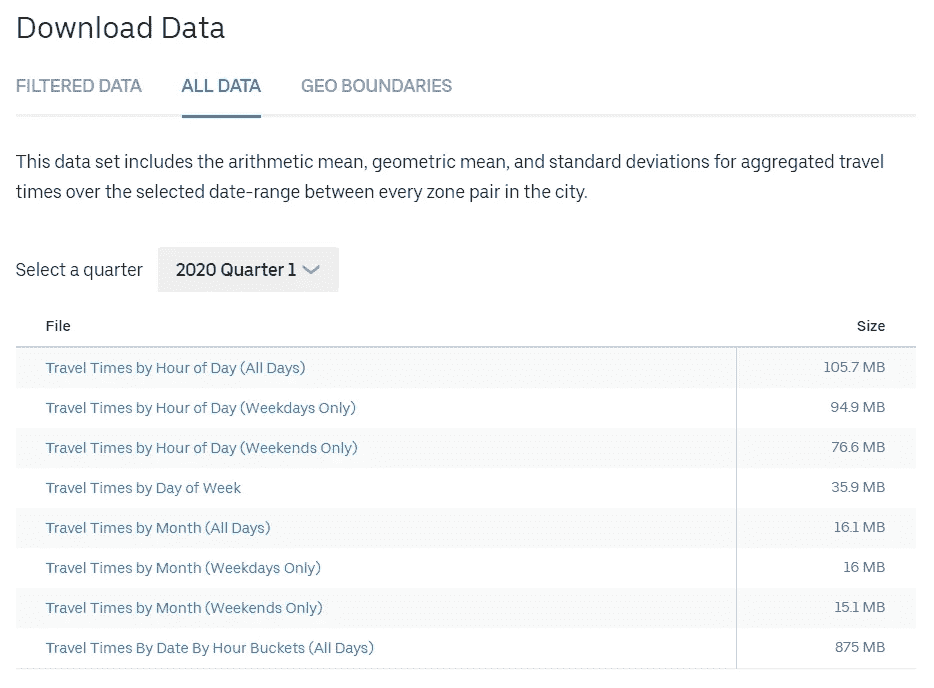 Download Data
FILTERED DATA ALL DATA GEO BOUNDARIES
This data set includes the arithmetic mean, geometric mean, and standard deviations for aggregated travel
times over the selected date-range between every zone pair in the city.
Select a quarter 2020 Quarter 1
File Size
Travel Times by Hour of Day (All Days) 105.7 MB
Travel Times by Hour of Day (Weekdays Only) 94.9 MB
Travel Times by Hour of Day (Weekends Only) 76.6 MB
Travel Times by Day of Week 35.9 MB
Travel Times by Month (All Days) 16.1 MB
Travel Times by Month (Weekdays Only) 16 MB
Travel Times by Month (Weekends Only) 15.1 MB
Travel Times By Date By Hour Buckets (All Days) 875 MB